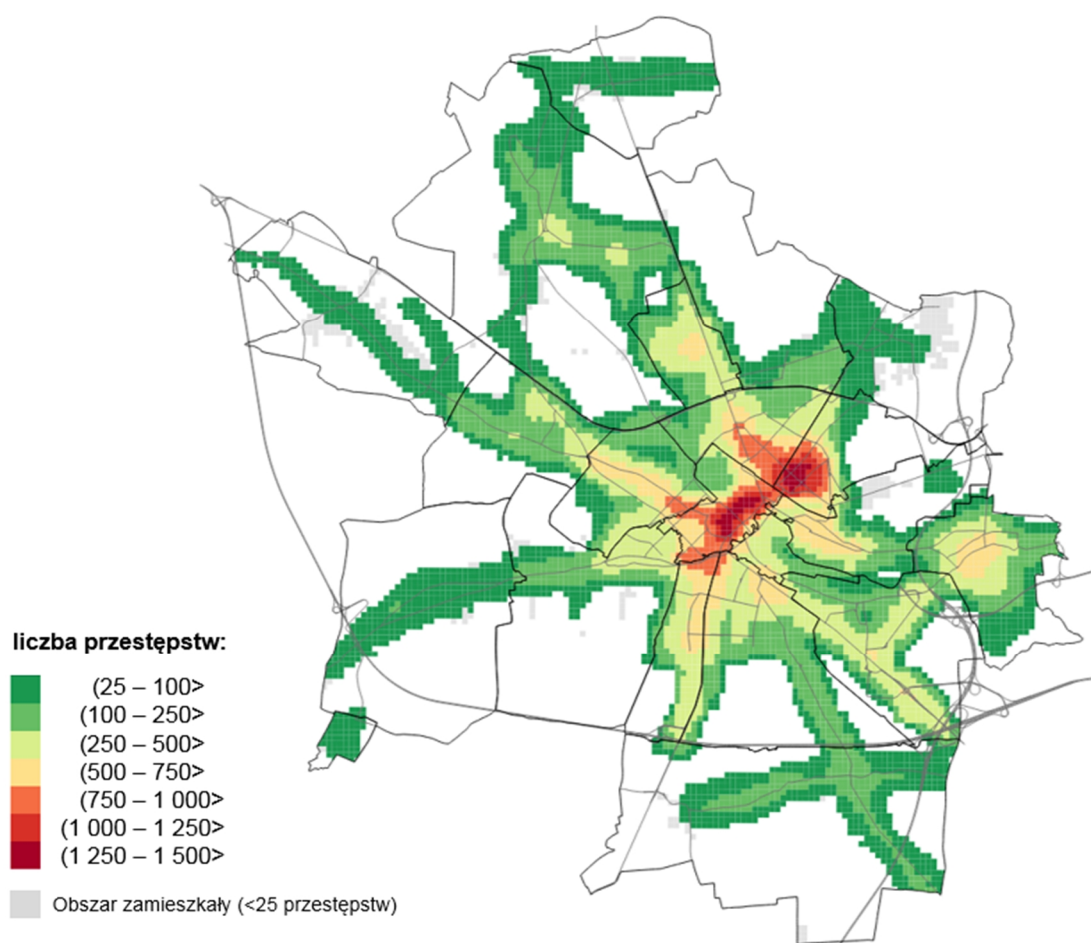 liczba przestępstw:
(25 – 100>
(100 – 250>
(250 – 500>
(500 – 750>
(750 – 1 000>
(1 000 – 1 250>
(1 250 – 1 500>
Obszar zamieszkały (<25 przestępstw)